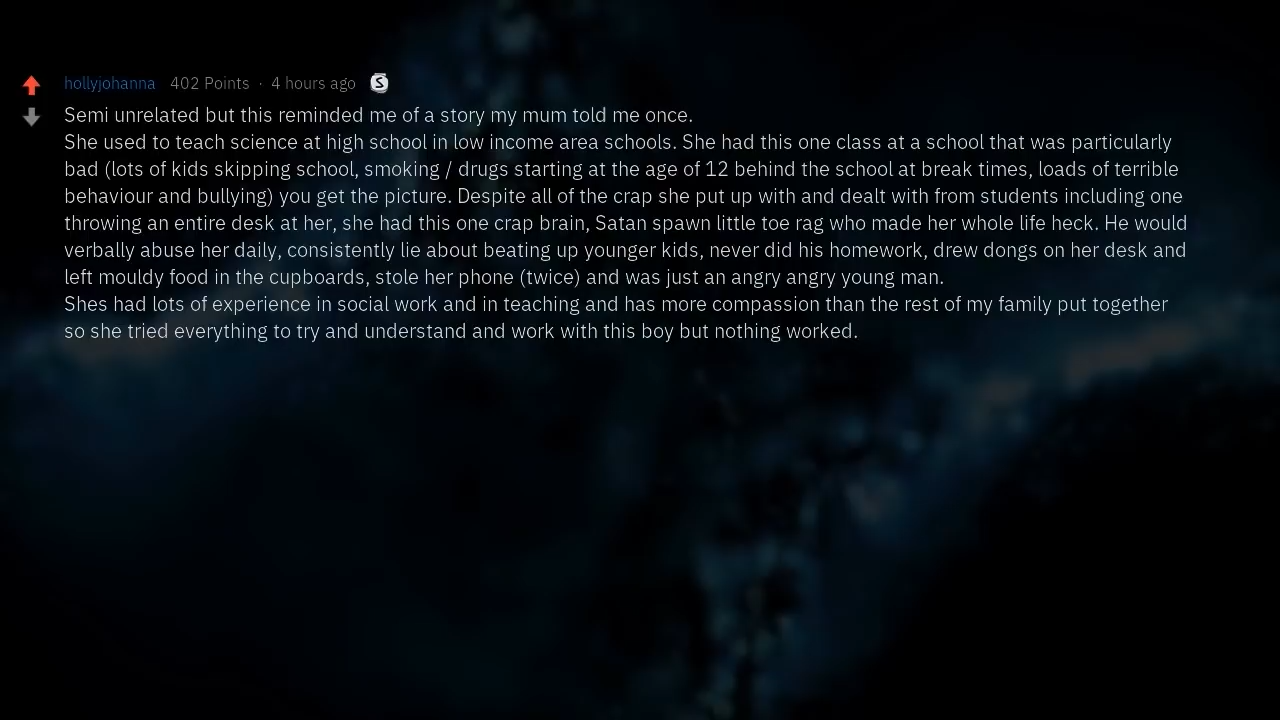 hollyjohanna 402 Points · 4 hours ago S
Semi unrelated but this reminded me of a story my mum told me once.
She used to teach science at high school in low income area schools. She had this one class at a school that was particularly
bad (lots of kids skipping school, smoking / drugs starting at the age of 12 behind the school at break times, loads of terrible
behaviour and bullying) you get the picture. Despite all of the crap she put up with and dealt with from students including one
throwing an entire desk at her, she had this one crap brain, Satan spawn little toe rag who made her whole life heck. He would
verbally abuse her daily, consistently lie about beating up younger kids, never did his homework, drew dongs on her desk and
left mouldy food in the cupboards, stole her phone (twice) and was just an angry angry young man.
Shes had lots of experience in social work and in teaching and has more compassion than the rest of my family put together
so she tried everything to try and understand and work with this boy but nothing worked.